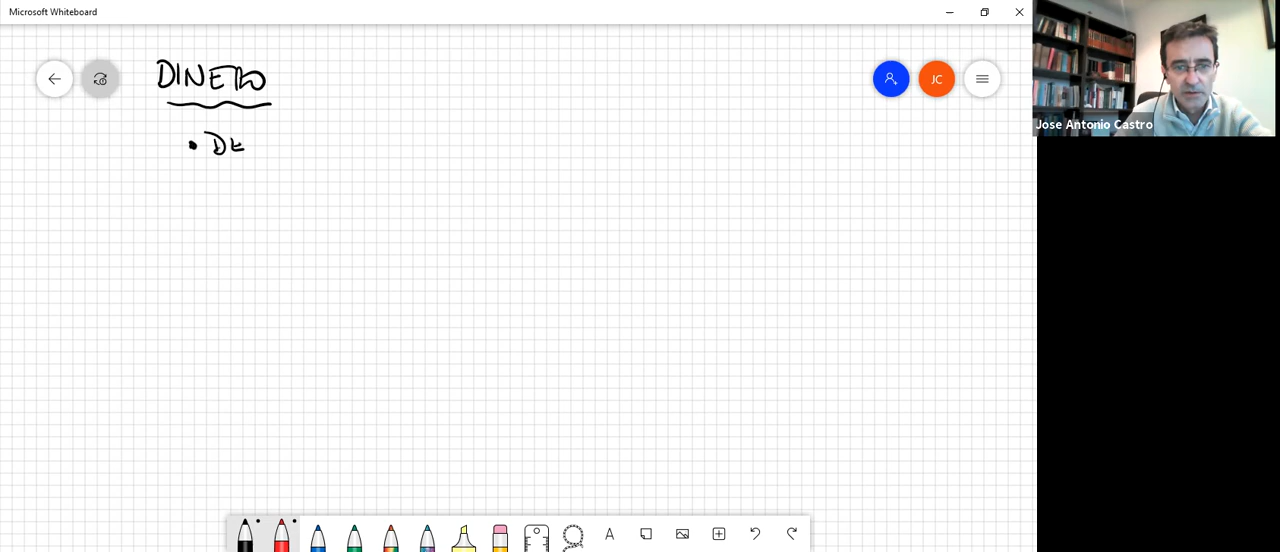 Microsoft Whiteboard
DINERO
JC
• DE
Jose Antonio Castro
A